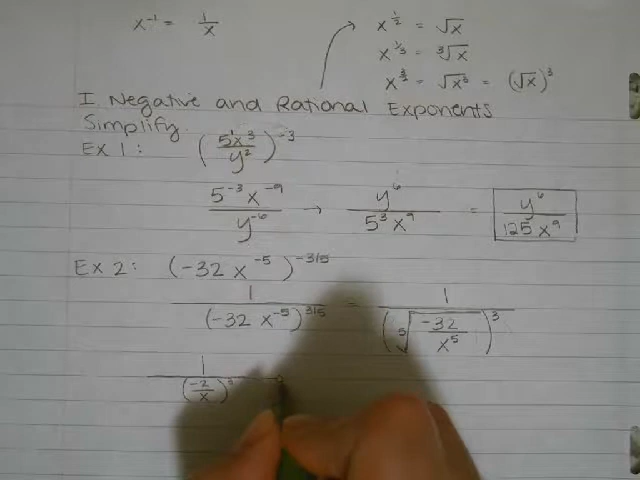 x⁻¹ = 1/x
x^(1/2) = √x
x^(1/3) = ∛x
x^(3/2) = √x³ = (√x)³
I. Negative and Rational Exponents
Simplify.
Ex 1: (5¹x³/y²)⁻³
5⁻³x⁻⁹/y⁻⁶ → y⁶/5³x⁹ = y⁶/125x⁹
Ex 2: (-32x⁻⁵)^(-3/5)
1/(-32x⁻⁵)^(3/5) = 1/(⁵√(-32/x⁵))³
1/(-2/x)³